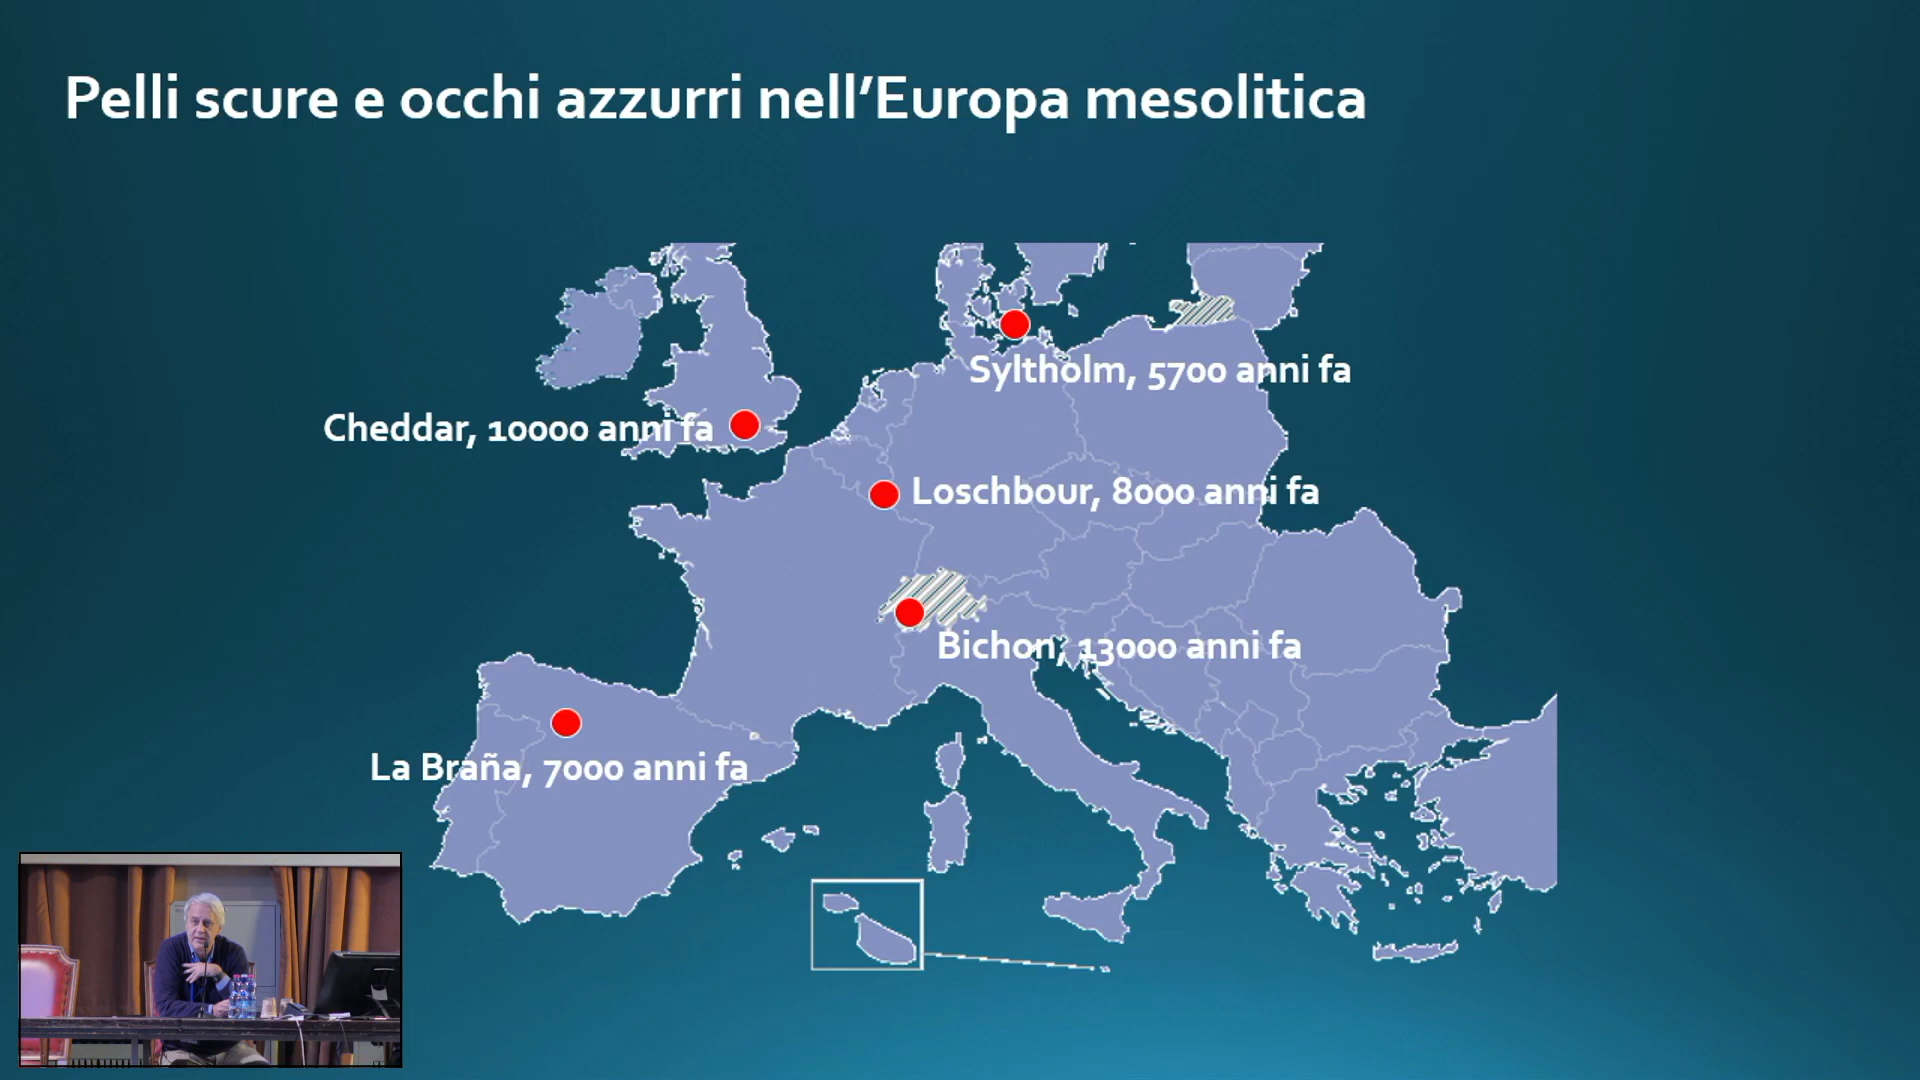 Pelli scure e occhi azzurri nell'Europa mesolitica
Syltholm, 5700 anni fa
Cheddar, 10000 anni fa
Loschbour, 8000 anni fa
Bichon, 13000 anni fa
La Braña, 7000 anni fa